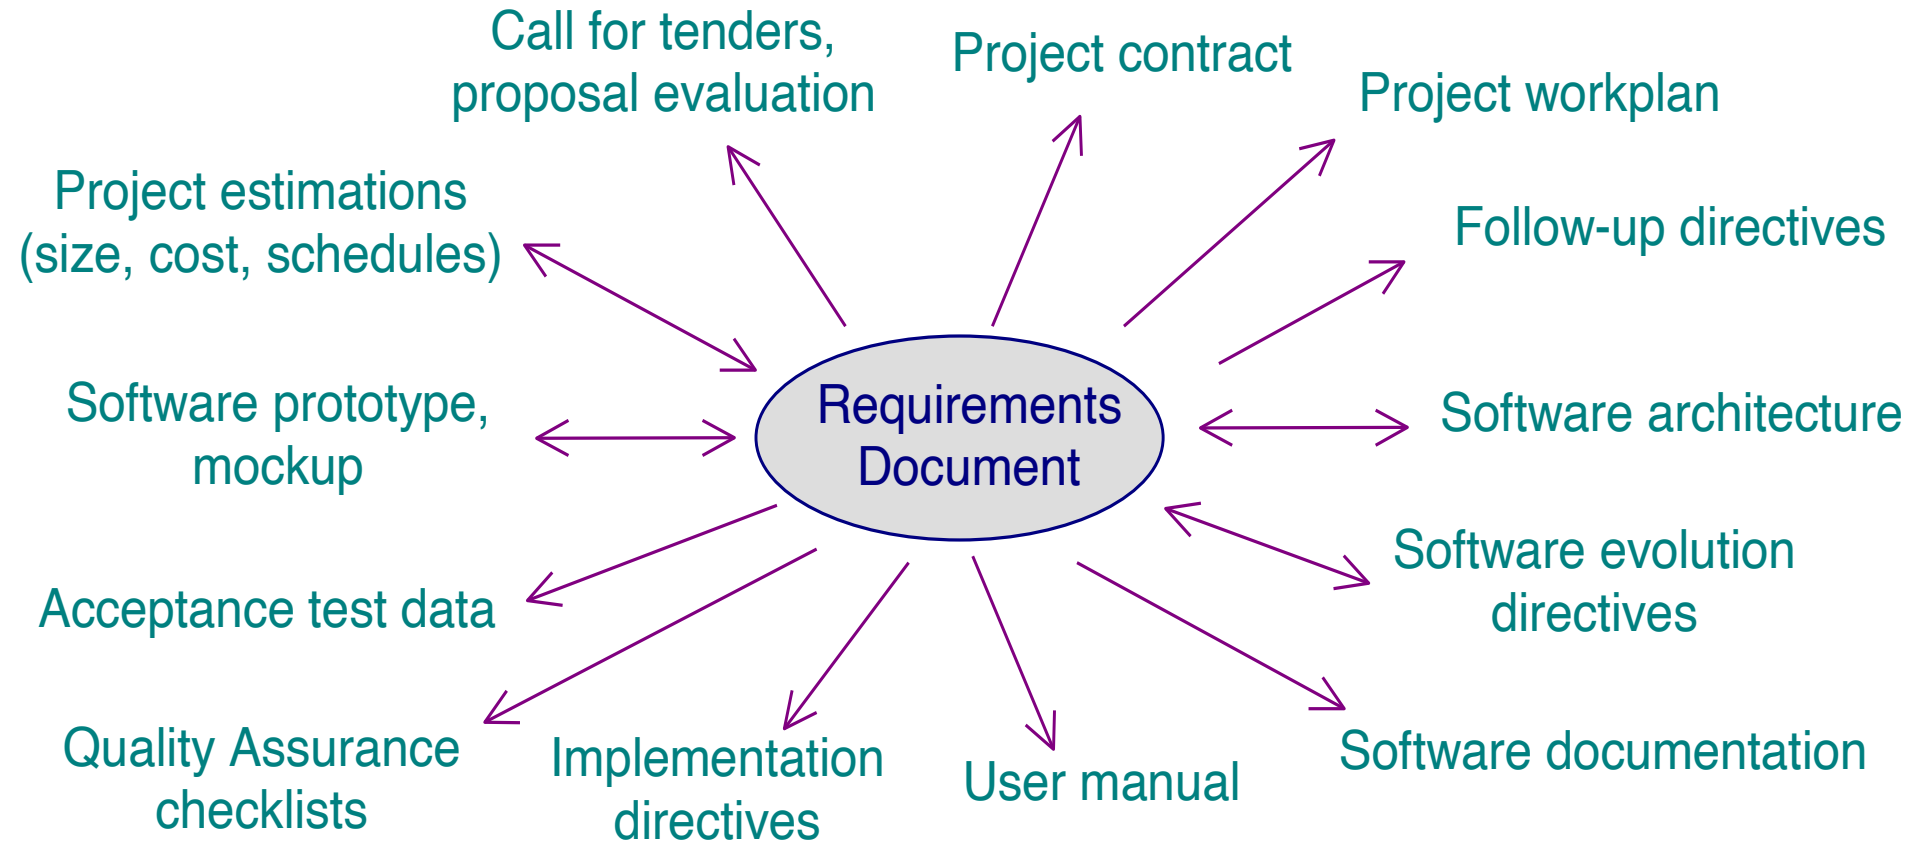 Call for tenders,
proposal evaluation
Project contract
Project workplan
Project estimations
(size, cost, schedules)
Follow-up directives
Software prototype,
mockup
Requirements
Document
Software architecture
Acceptance test data
Software evolution
directives
Quality Assurance
checklists
Implementation
directives
User manual
Software documentation